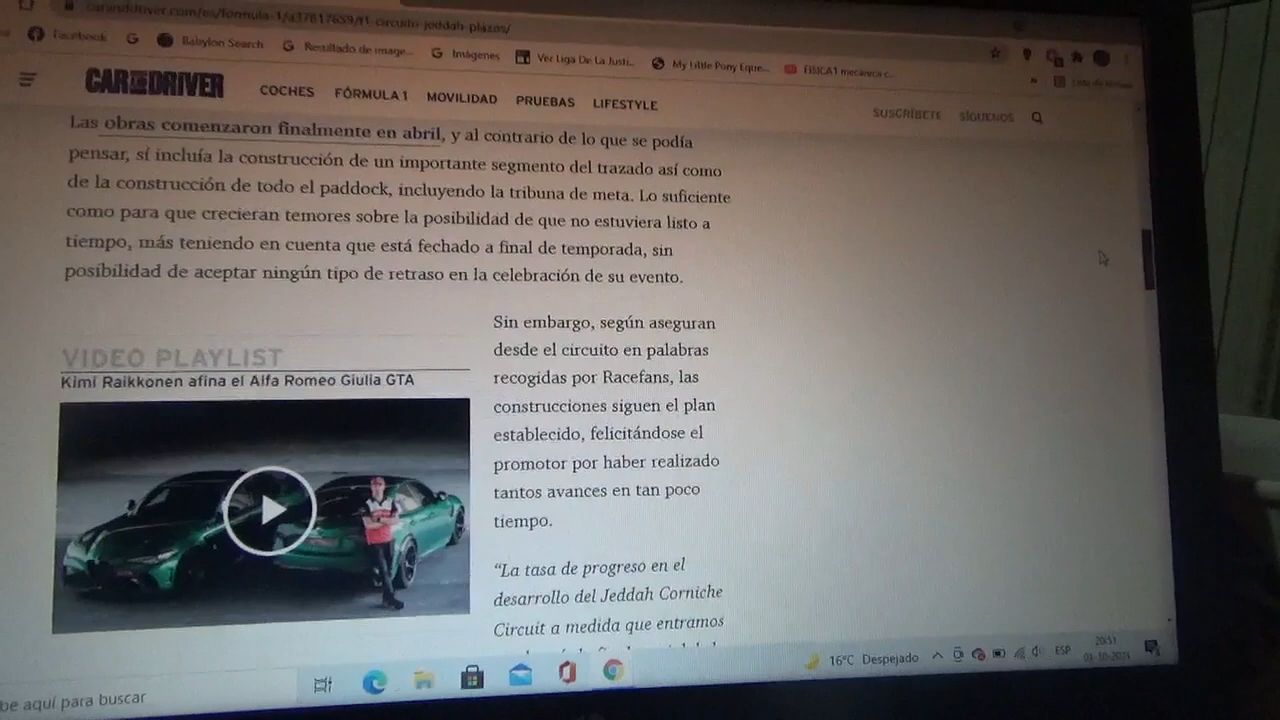 caranddriver.com/es/formula-1/a37817659/f1-circuito-jeddah-plazos/
Facebook
Babylon Search
Resultado de image...
Imágenes
Ver Liga De La Justi...
My Little Pony Eque...
FISICA1 mecanica c...
CAR AND DRIVER
COCHES
FÓRMULA 1
MOVILIDAD
PRUEBAS
LIFESTYLE
SUSCRÍBETE
SÍGUENOS
Las obras comenzaron finalmente en abril, y al contrario de lo que se podía
pensar, sí incluía la construcción de un importante segmento del trazado así como
de la construcción de todo el paddock, incluyendo la tribuna de meta. Lo suficiente
como para que crecieran temores sobre la posibilidad de que no estuviera listo a
tiempo, más teniendo en cuenta que está fechado a final de temporada, sin
posibilidad de aceptar ningún tipo de retraso en la celebración de su evento.
VIDEO PLAYLIST
Kimi Raikkonen afina el Alfa Romeo Giulia GTA
Sin embargo, según aseguran
desde el circuito en palabras
recogidas por Racefans, las
construcciones siguen el plan
establecido, felicitándose el
promotor por haber realizado
tantos avances en tan poco
tiempo.
“La tasa de progreso en el
desarrollo del Jeddah Corniche
Circuit a medida que entramos
be aquí para buscar
16°C Despejado
ESP
20:51